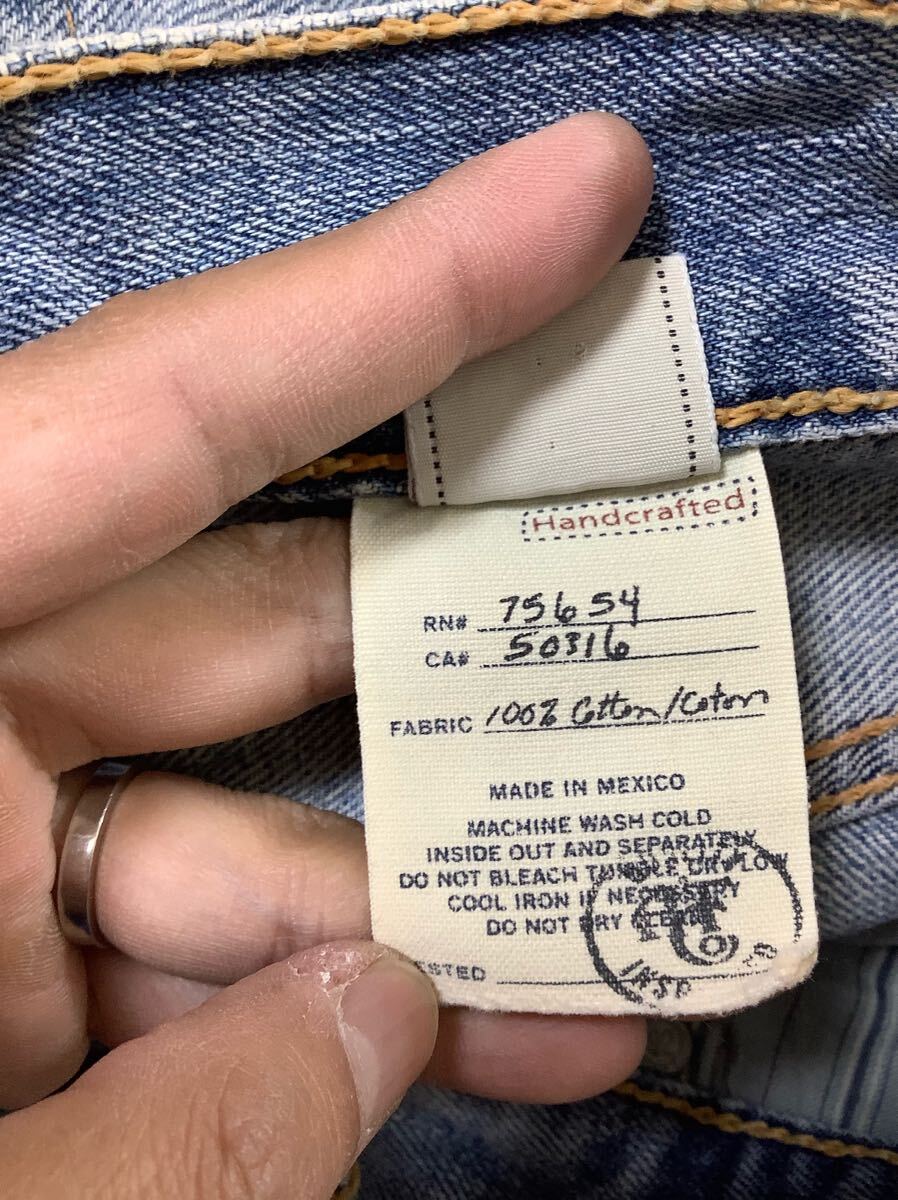 Handcrafted
RN# 75654
CA# 50316
FABRIC 100% Cotton/Coton
MADE IN MEXICO
MACHINE WASH COLD
INSIDE OUT AND SEPARATELY
DO NOT BLEACH TUMBLE DRY LOW
COOL IRON IF NECESSARY
DO NOT DRY CLEAN
ESTED